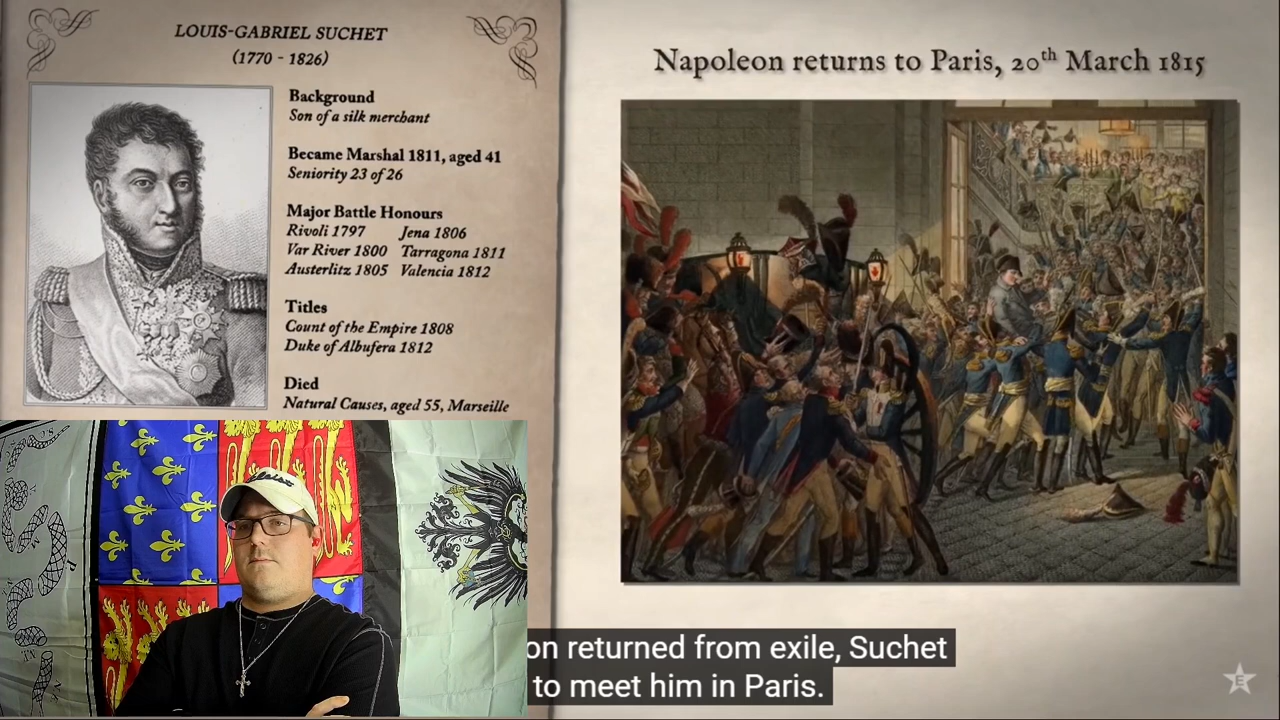 LOUIS-GABRIEL SUCHET
(1770 - 1826)
Background
Son of a silk merchant
Became Marshal 1811, aged 41
Seniority 23 of 26
Major Battle Honours
Rivoli 1797 Jena 1806
Var River 1800 Tarragona 1811
Austerlitz 1805 Valencia 1812
Titles
Count of the Empire 1808
Duke of Albufera 1812
Died
Natural Causes, aged 55, Marseille
Napoleon returns to Paris, 20th March 1815
on returned from exile, Suchet
to meet him in Paris.
E